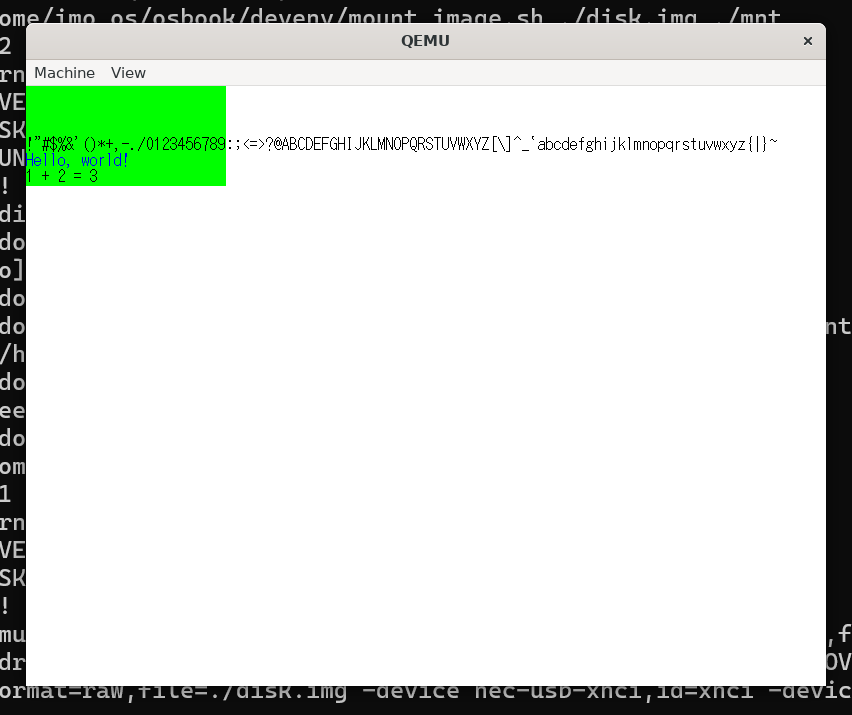 ome/imo_os/osbook/devenv/mount_image.sh ./disk.img ./mnt
QEMU
2
Machine View
rn
VE
!"#$%&'()*+,-./0123456789:;<=>?@ABCDEFGHIJKLMNOPQRSTUVWXYZ[\]^_`abcdefghijklmnopqrstuvwxyz{|}~
SK
Hello, world!
UN
1 + 2 = 3
!
di
do
o]
do
do nt
/h
do
ee
do
om
1
rn
VE
SK
!
mu ,f
dr OV
ormat=raw,file=./disk.img -device nec-usb-xhci,id=xhci -devic